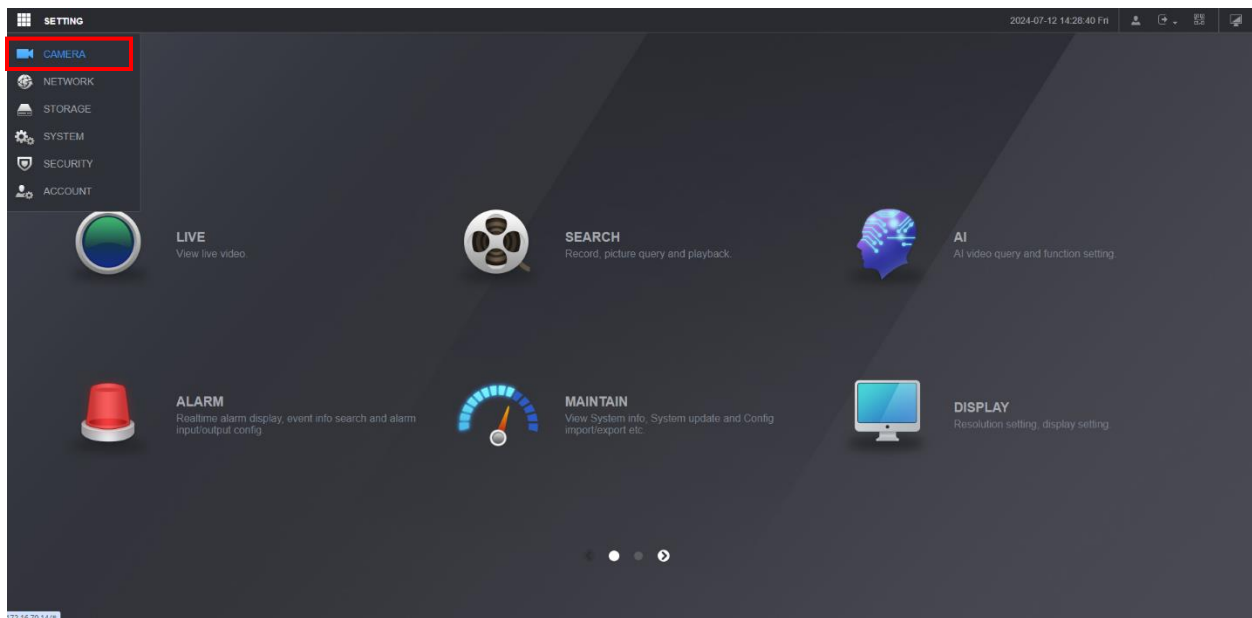 SETTING
2024-07-12 14:28:40 Fri
CAMERA
NETWORK
STORAGE
SYSTEM
SECURITY
ACCOUNT
LIVE
View live video.
SEARCH
Record, picture query and playback.
AI
AI video query and function setting.
ALARM
Realtime alarm display, event info search and alarm
input/output config.
MAINTAIN
View System info, System update and Config
import/export etc.
DISPLAY
Resolution setting, display setting.